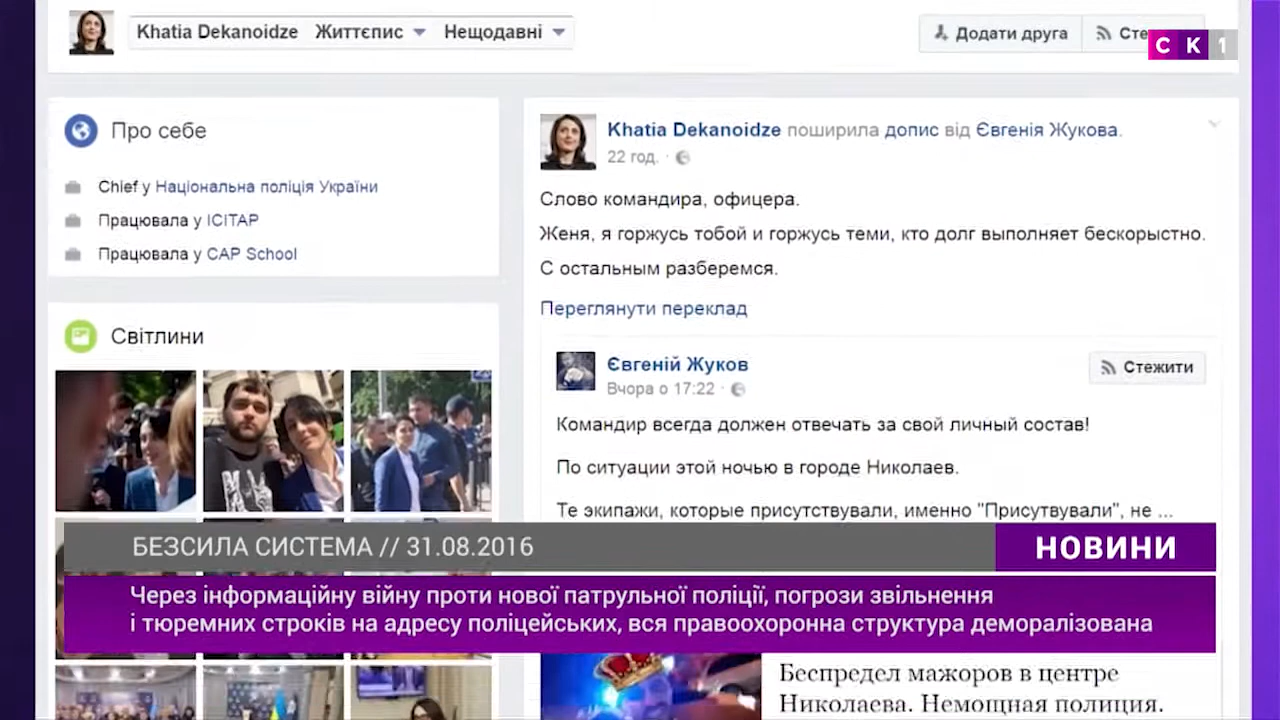 Khatia Dekanoidze Життєпис Нещодавні
Додати друга
Сте
СК1
Про себе
Chief у Національна поліція України
Працювала у ICITAP
Працювала у CAP School
Світлини
Khatia Dekanoidze поширила допис від Євгенія Жукова.
22 год.
Слово командира, офицера.
Женя, я горжусь тобой и горжусь теми, кто долг выполняет бескорыстно.
С остальным разберемся.
Переглянути переклад
Євгеній Жуков
Вчора о 17:22
Стежити
Командир всегда должен отвечать за свой личный состав!
По ситуации этой ночью в городе Николаев.
Те экипажи, которые присутствували, именно "Присутвували", не ...
БЕЗСИЛА СИСТЕМА // 31.08.2016
НОВИНИ
Через інформаційну війну проти нової патрульної поліції, погрози звільнення
і тюремних строків на адресу поліцейських, вся правоохоронна структура деморалізована
Беспредел мажоров в центре
Николаева. Немощная полиция.